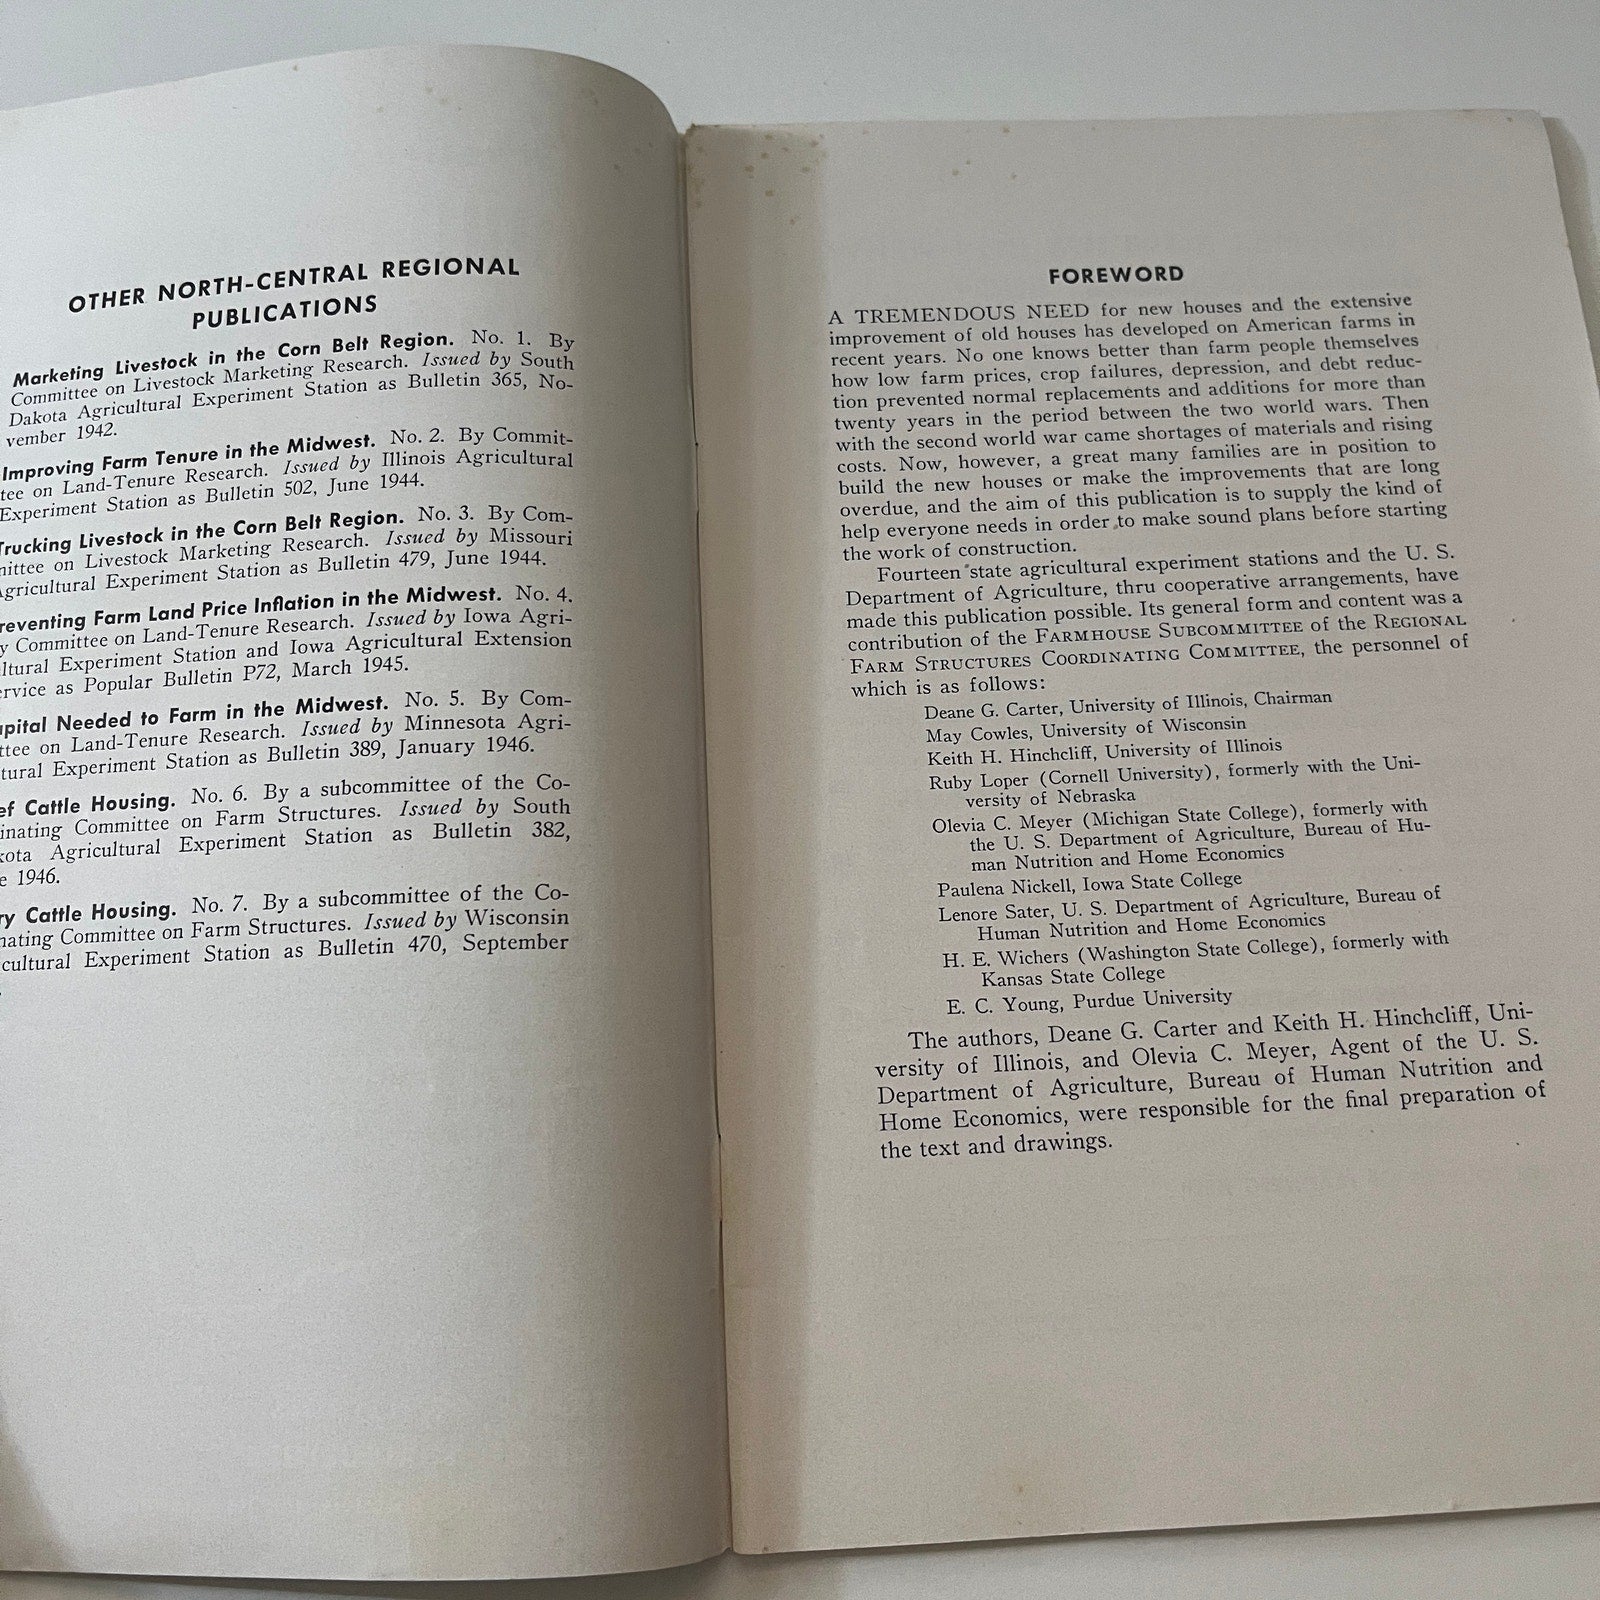 OTHER NORTH-CENTRAL REGIONAL
PUBLICATIONS
Marketing Livestock in the Corn Belt Region. No. 1. By
Committee on Livestock Marketing Research. Issued by South
Dakota Agricultural Experiment Station as Bulletin 365, No-
vember 1942.
Improving Farm Tenure in the Midwest. No. 2. By Commit-
tee on Land-Tenure Research. Issued by Illinois Agricultural
Experiment Station as Bulletin 502, June 1944.
Trucking Livestock in the Corn Belt Region. No. 3. By Com-
mittee on Livestock Marketing Research. Issued by Missouri
Agricultural Experiment Station as Bulletin 479, June 1944.
reventing Farm Land Price Inflation in the Midwest. No. 4.
y Committee on Land-Tenure Research. Issued by Iowa Agri-
ltural Experiment Station and Iowa Agricultural Extension
ervice as Popular Bulletin P72, March 1945.
pital Needed to Farm in the Midwest. No. 5. By Com-
ttee on Land-Tenure Research. Issued by Minnesota Agri-
tural Experiment Station as Bulletin 389, January 1946.
ef Cattle Housing. No. 6. By a subcommittee of the Co-
inating Committee on Farm Structures. Issued by South
kota Agricultural Experiment Station as Bulletin 382,
e 1946.
ry Cattle Housing. No. 7. By a subcommittee of the Co-
nating Committee on Farm Structures. Issued by Wisconsin
cultural Experiment Station as Bulletin 470, September
FOREWORD
A TREMENDOUS NEED for new houses and the extensive
improvement of old houses has developed on American farms in
recent years. No one knows better than farm people themselves
how low farm prices, crop failures, depression, and debt reduc-
tion prevented normal replacements and additions for more than
twenty years in the period between the two world wars. Then
with the second world war came shortages of materials and rising
costs. Now, however, a great many families are in position to
build the new houses or make the improvements that are long
overdue, and the aim of this publication is to supply the kind of
help everyone needs in order to make sound plans before starting
the work of construction.
Fourteen state agricultural experiment stations and the U. S.
Department of Agriculture, thru cooperative arrangements, have
made this publication possible. Its general form and content was a
contribution of the FARMHOUSE SUBCOMMITTEE of the REGIONAL
FARM STRUCTURES COORDINATING COMMITTEE, the personnel of
which is as follows:
Deane G. Carter, University of Illinois, Chairman
May Cowles, University of Wisconsin
Keith H. Hinchcliff, University of Illinois
Ruby Loper (Cornell University), formerly with the Uni-
versity of Nebraska
Olevia C. Meyer (Michigan State College), formerly with
the U. S. Department of Agriculture, Bureau of Hu-
man Nutrition and Home Economics
Paulena Nickell, Iowa State College
Lenore Sater, U. S. Department of Agriculture, Bureau of
Human Nutrition and Home Economics
H. E. Wichers (Washington State College), formerly with
Kansas State College
E. C. Young, Purdue University
The authors, Deane G. Carter and Keith H. Hinchcliff, Uni-
versity of Illinois, and Olevia C. Meyer, Agent of the U. S.
Department of Agriculture, Bureau of Human Nutrition and
Home Economics, were responsible for the final preparation of
the text and drawings.